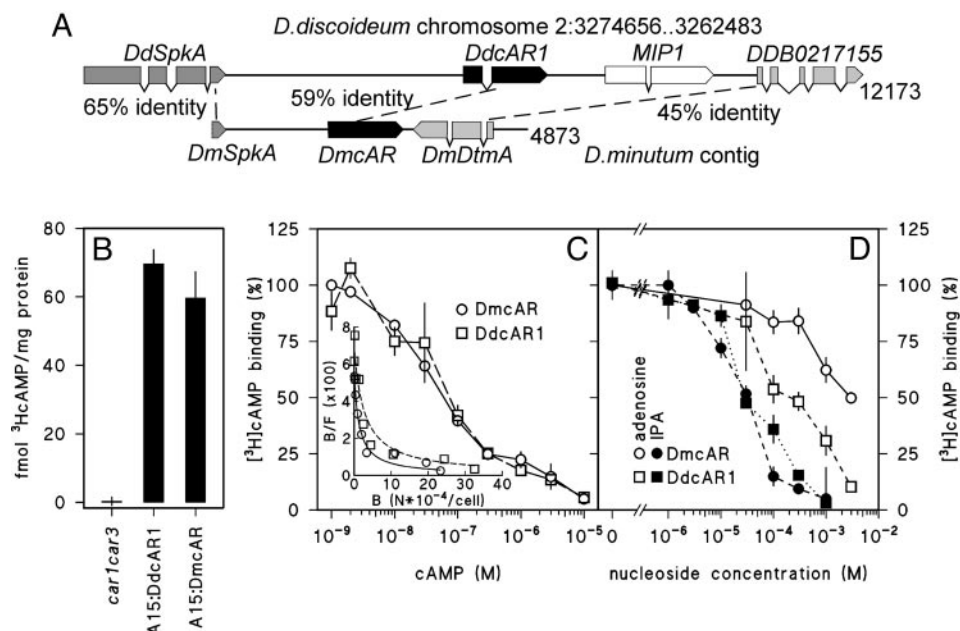 A
D.discoideum chromosome 2:3274656..3262483
DdSpkA
DdcAR1
MIP1
DDB0217155
65% identity
59% identity
45% identity
12173
DmSpkA
DmcAR
DmDtmA
4873
D.minutum contig
B
fmol ³HcAMP/mg protein
80
60
40
20
0
car1car3
A15:DdcAR1
A15:DmcAR
C
[³H]cAMP binding (%)
125
100
75
50
25
0
DmcAR
DdcAR1
B/F (x100)
8
6
4
2
0
0 10 20 30
B (N*10⁻⁴/cell)
10⁻⁹ 10⁻⁸ 10⁻⁷ 10⁻⁶ 10⁻⁵
cAMP (M)
D
adenosine
IPA
DmcAR
DdcAR1
0 10⁻⁶ 10⁻⁵ 10⁻⁴ 10⁻³ 10⁻²
nucleoside concentration (M)
125
100
75
50
25
0
[³H]cAMP binding (%)